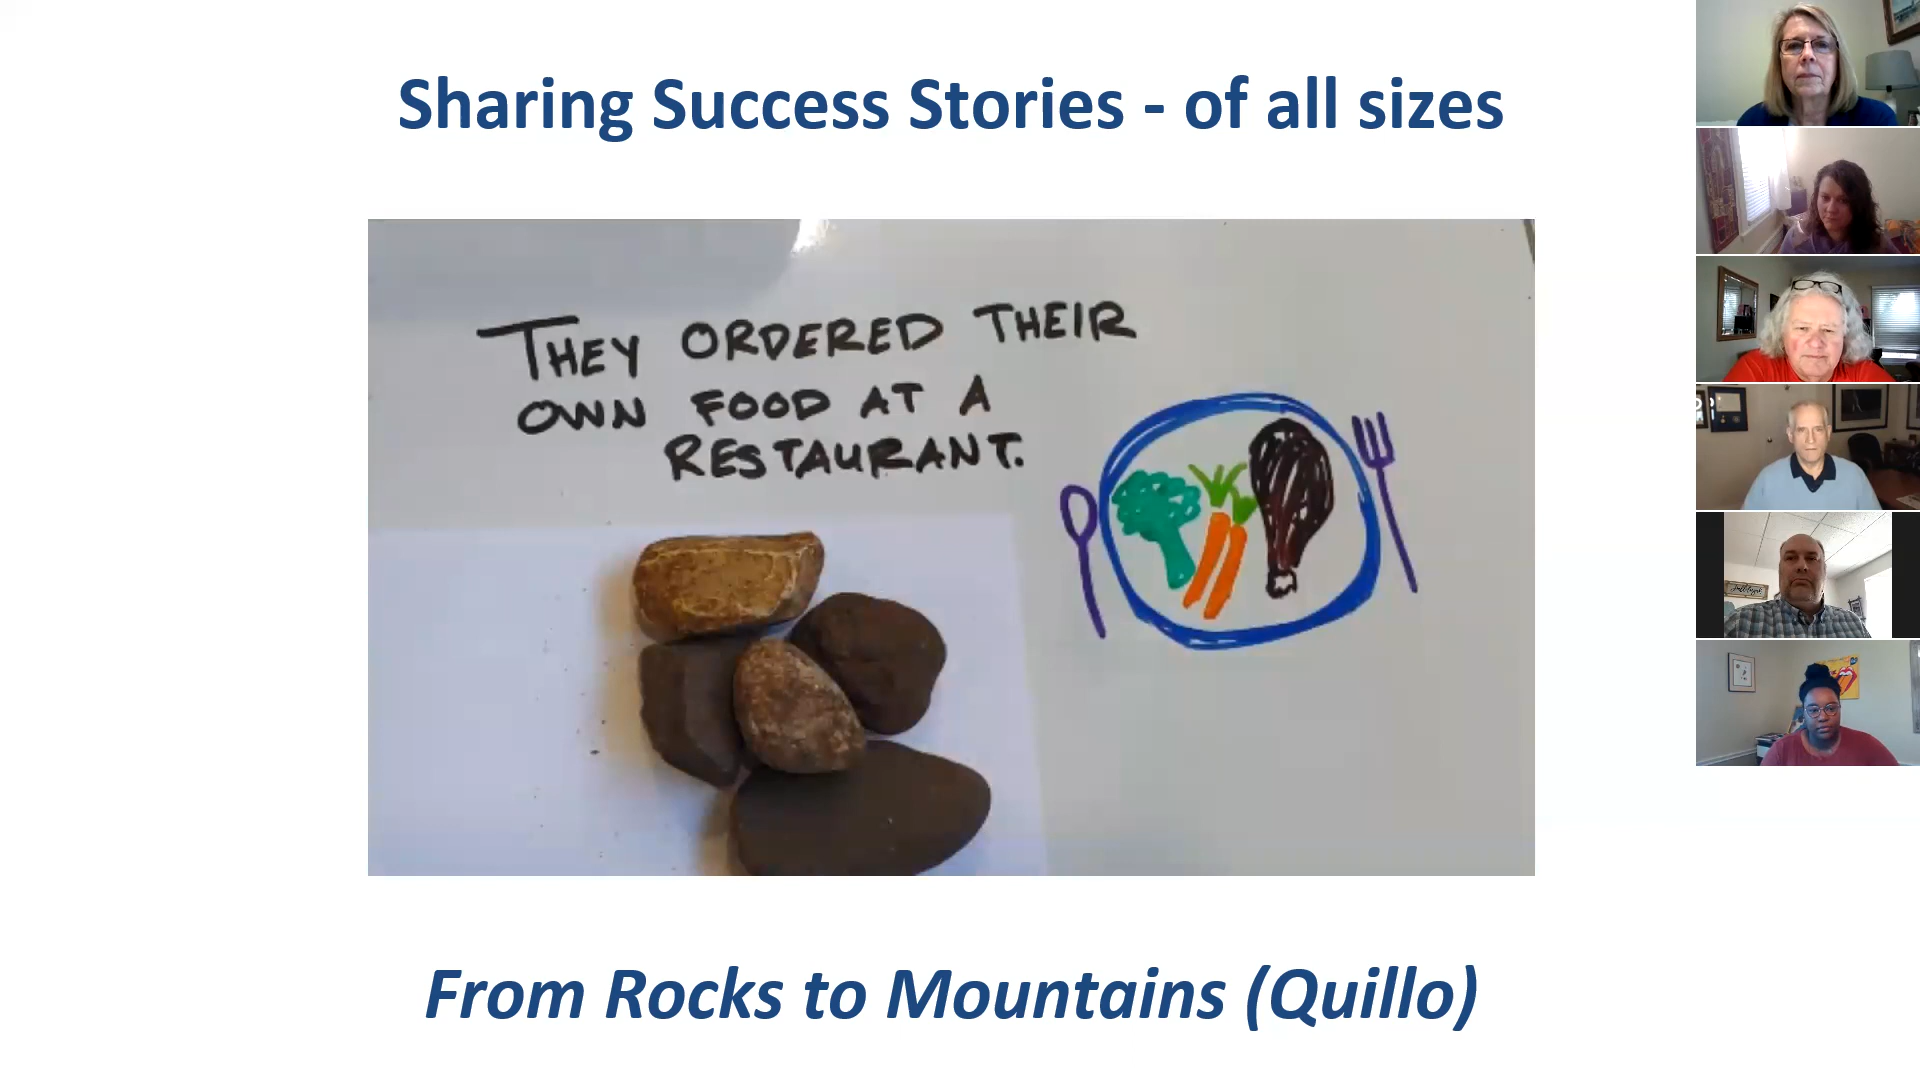 Sharing Success Stories - of all sizes
THEY ORDERED THEIR
OWN FOOD AT A
RESTAURANT.
From Rocks to Mountains (Quillo)